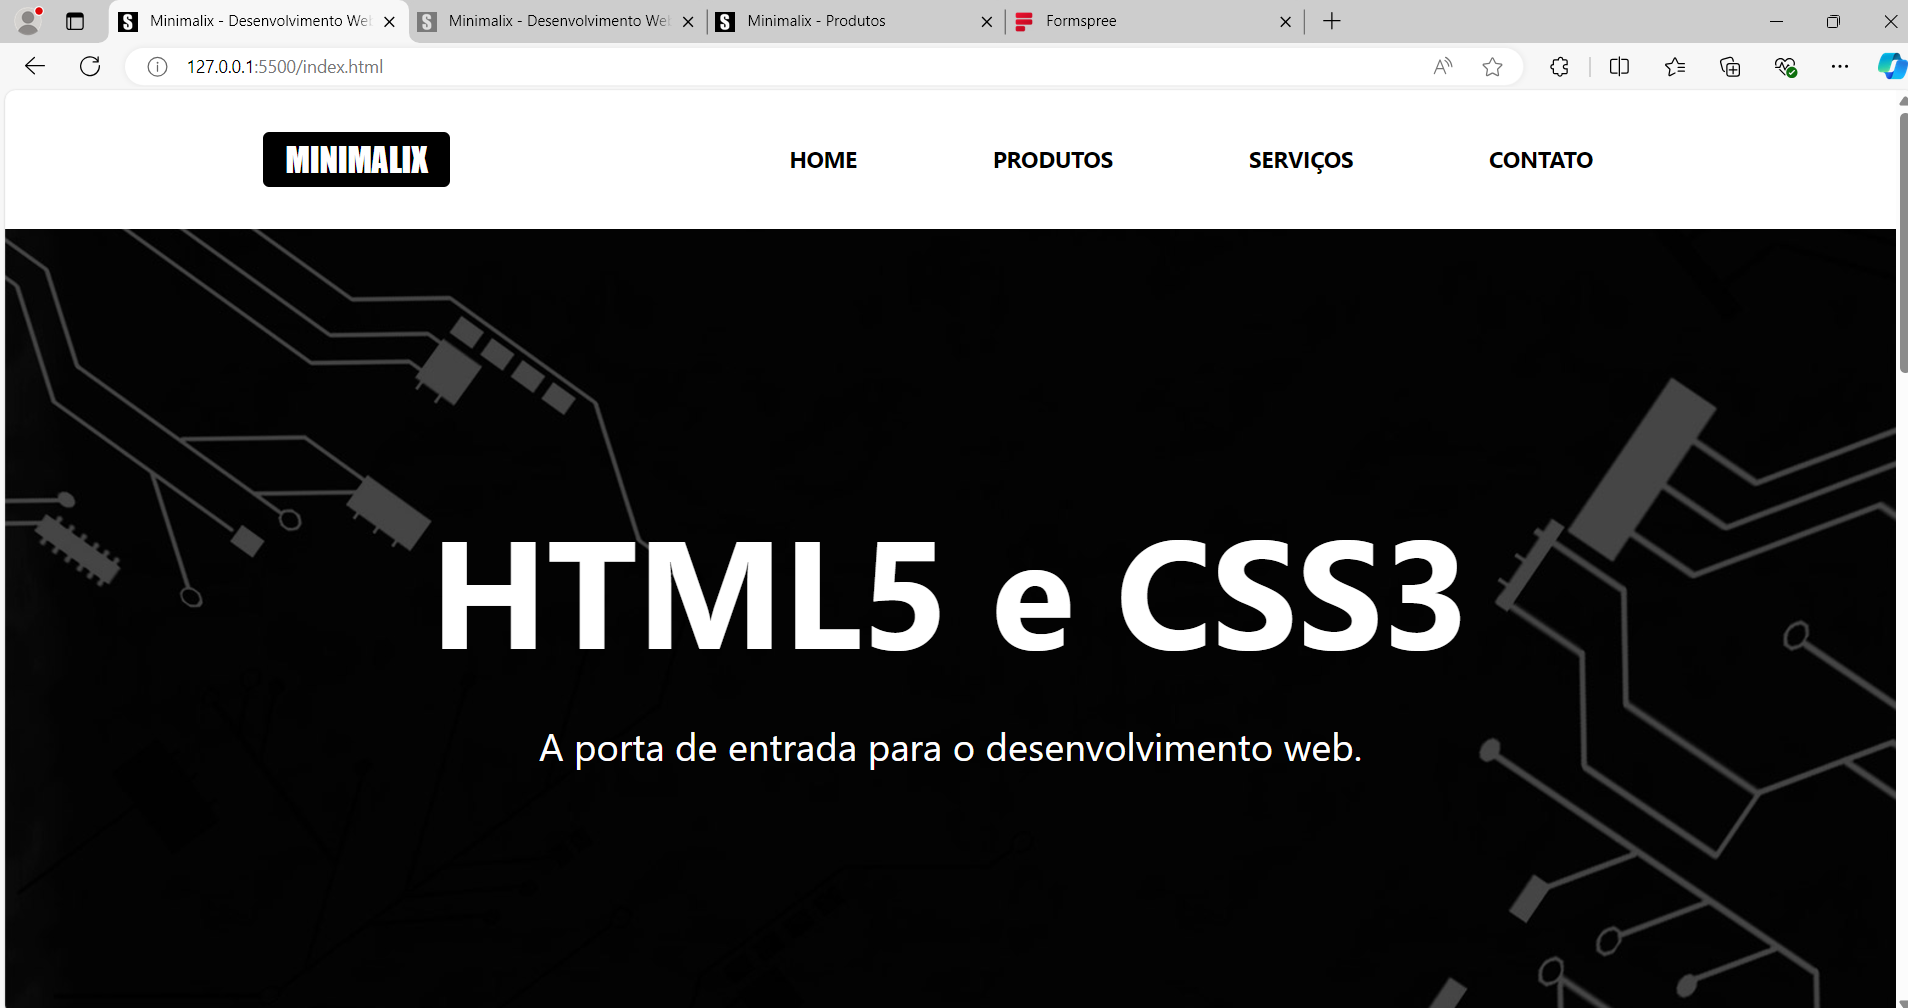 Minimalix - Desenvolvimento We
Minimalix - Desenvolvimento We
Minimalix - Produtos
Formspree
127.0.0.1:5500/index.html
MINIMALIX
HOME
PRODUTOS
SERVIÇOS
CONTATO
HTML5 e CSS3
A porta de entrada para o desenvolvimento web.